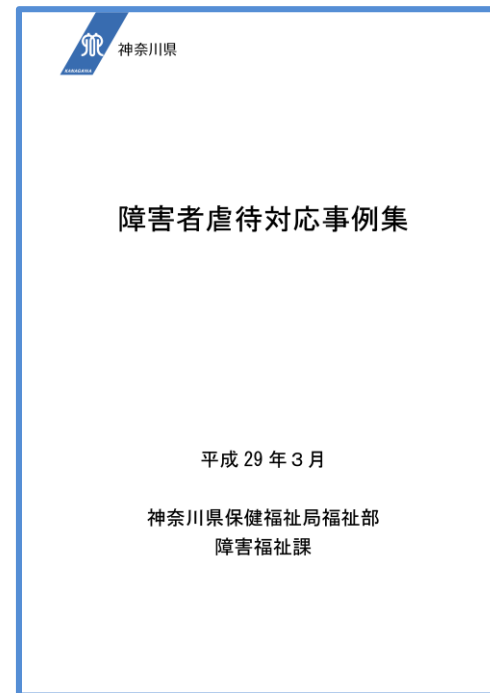 KANAGAWA
神奈川県
障害者虐待対応事例集
平成 29 年３月
神奈川県保健福祉局福祉部
障害福祉課